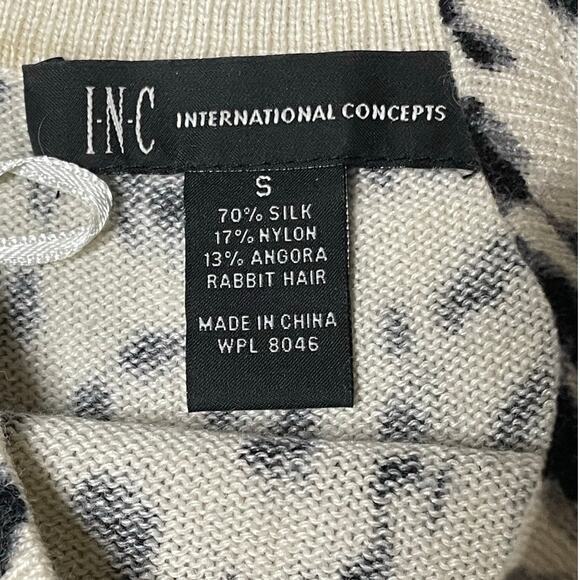 I·N·C INTERNATIONAL CONCEPTS
S
70% SILK
17% NYLON
13% ANGORA
RABBIT HAIR
MADE IN CHINA
WPL 8046